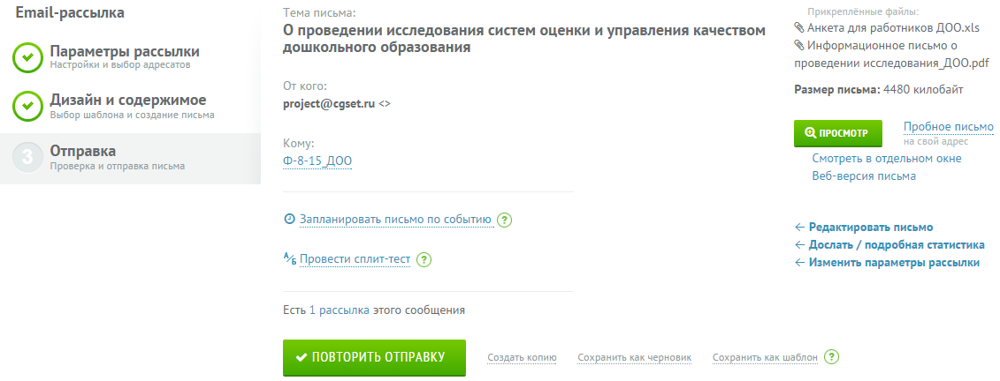 Email-рассылка
Параметры рассылки
Настройки и выбор адресатов
Дизайн и содержимое
Выбор шаблона и создание письма
3 Отправка
Проверка и отправка письма
Тема письма:
О проведении исследования систем оценки и управления качеством
дошкольного образования
От кого:
project@cgset.ru <>
Кому:
Ф-8-15_ДОО
Запланировать письмо по событию ?
А/Б Провести сплит-тест ?
Есть 1 рассылка этого сообщения
ПОВТОРИТЬ ОТПРАВКУ Создать копию Сохранить как черновик Сохранить как шаблон ?
Прикреплённые файлы:
Анкета для работников ДОО.xls
Информационное письмо о
проведении исследования_ДОО.pdf
Размер письма: 4480 килобайт
ПРОСМОТР Пробное письмо
на свой адрес
Смотреть в отдельном окне
Веб-версия письма
← Редактировать письмо
← Дослать / подробная статистика
← Изменить параметры рассылки